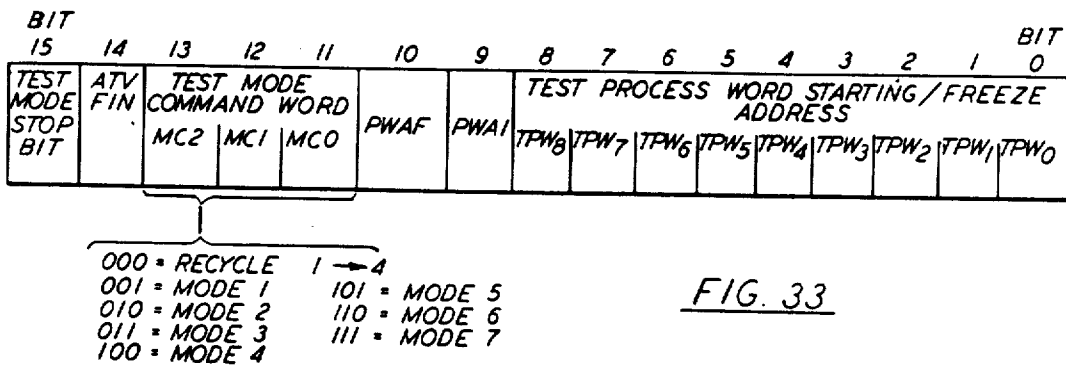 BIT BIT
15 14 13 12 11 10 9 8 7 6 5 4 3 2 1 0
TEST MODE STOP BIT
ATV FIN
TEST MODE COMMAND WORD
MC2 MC1 MC0
PWAF
PWA1
TEST PROCESS WORD STARTING/FREEZE ADDRESS
TPW8 TPW7 TPW6 TPW5 TPW4 TPW3 TPW2 TPW1 TPW0
000 = RECYCLE 1 → 4
001 = MODE 1 101 = MODE 5
010 = MODE 2 110 = MODE 6
011 = MODE 3 111 = MODE 7
100 = MODE 4
FIG. 33